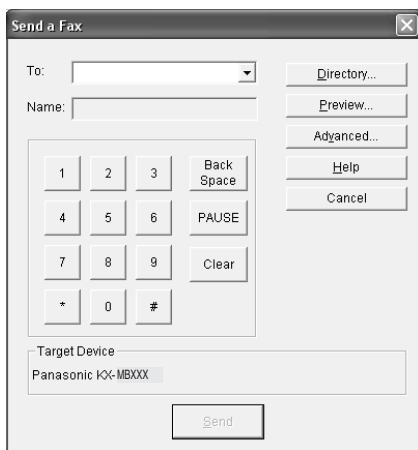 Send a Fax
To:
Directory...
Name:
Preview...
Advanced...
Help
Cancel
1 2 3 Back Space
4 5 6 PAUSE
7 8 9 Clear
* 0 #
Target Device
Panasonic KX-MBXXX
Send